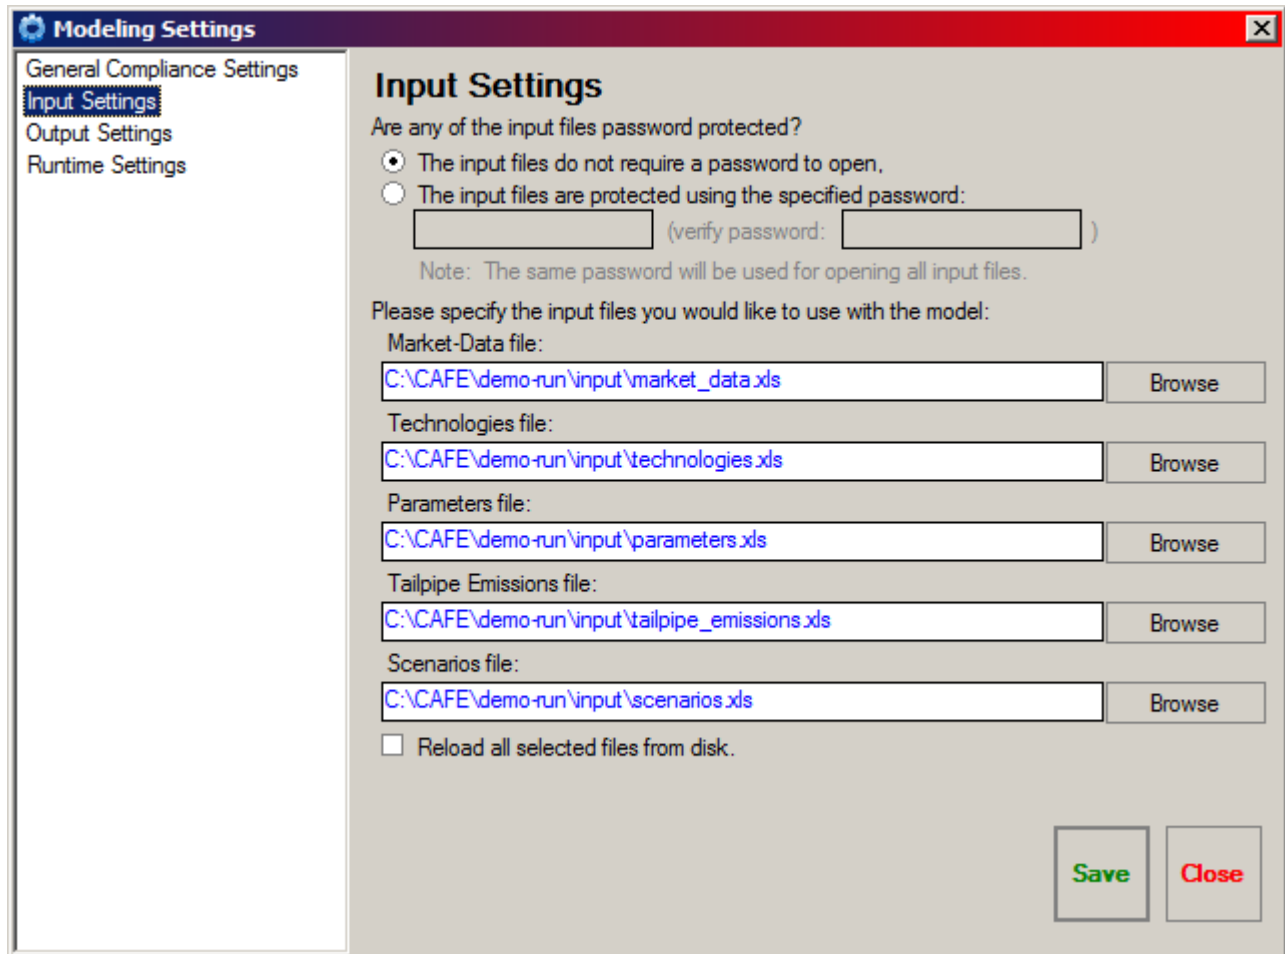 Modeling Settings
General Compliance Settings
Input Settings
Output Settings
Runtime Settings
Input Settings
Are any of the input files password protected?
The input files do not require a password to open,
The input files are protected using the specified password:
(verify password: )
Note: The same password will be used for opening all input files.
Please specify the input files you would like to use with the model:
Market-Data file:
C:\CAFE\demo-run\input\market_data.xls Browse
Technologies file:
C:\CAFE\demo-run\input\technologies.xls Browse
Parameters file:
C:\CAFE\demo-run\input\parameters.xls Browse
Tailpipe Emissions file:
C:\CAFE\demo-run\input\tailpipe_emissions.xls Browse
Scenarios file:
C:\CAFE\demo-run\input\scenarios.xls Browse
Reload all selected files from disk.
Save Close